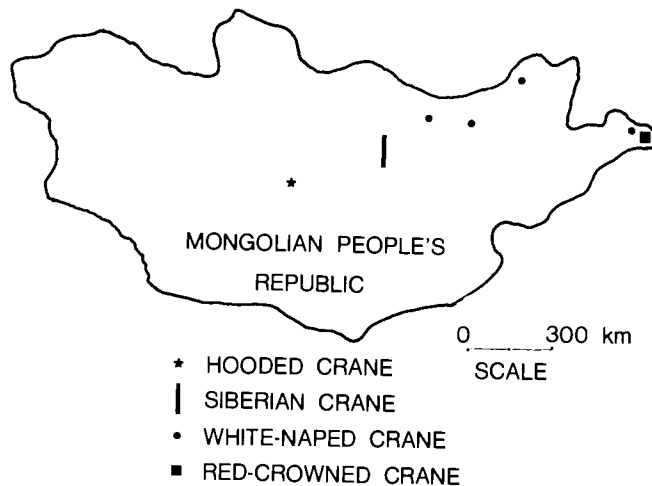 MONGOLIAN PEOPLE'S
REPUBLIC
0 300 km
SCALE
HOODED CRANE
SIBERIAN CRANE
WHITE-NAPED CRANE
RED-CROWNED CRANE